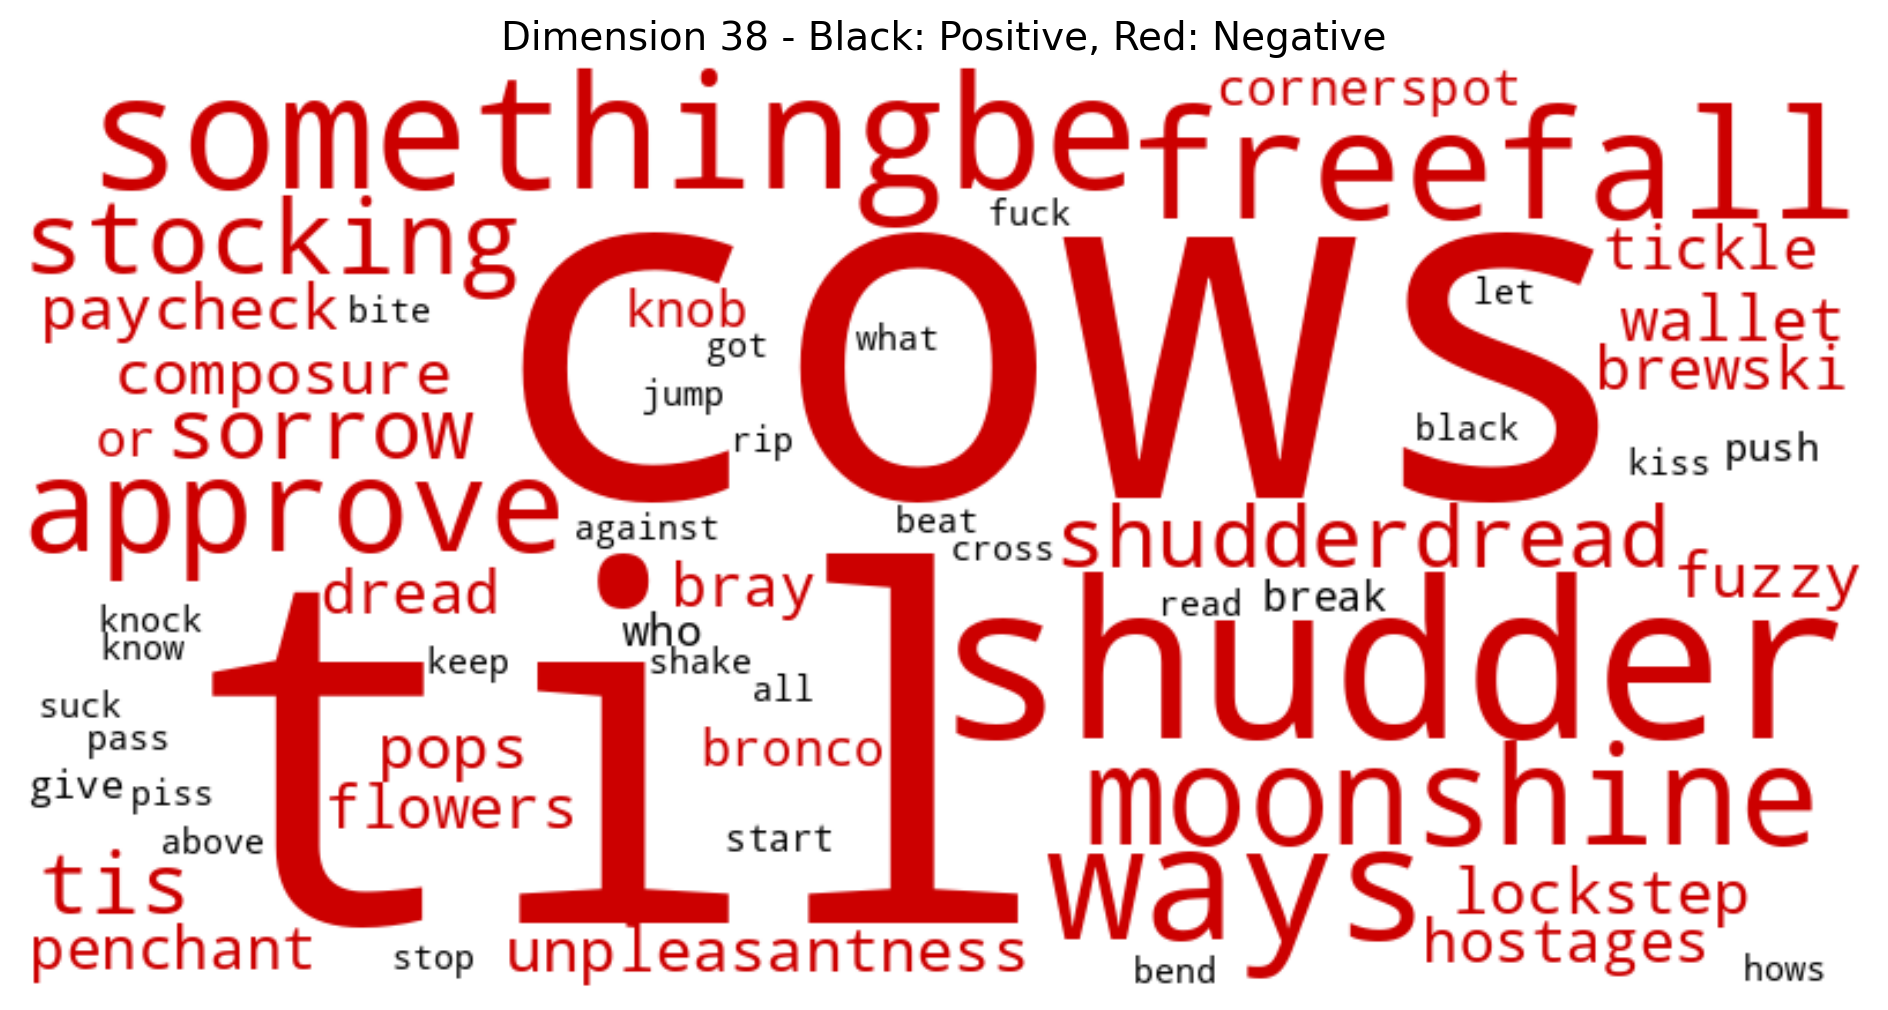 Dimension 38 - Black: Positive, Red: Negative
cornerspot
somethingbe
freefall
fuck
stocking
tickle
cows
let
paycheck
bite
knob
what
wallet
got
composure
jump
brewski
or
sorrow
rip
black
kiss
push
approve
against
beat
cross
shudderdread
dread
bray
fuzzy
read
break
knock
know
who
til
keep
shake
shudder
all
suck
pass
pops
bronco
give
piss
flowers
moonshine
above
start
tis
ways
lockstep
penchant
stop
unpleasantness
hostages
bend
hows